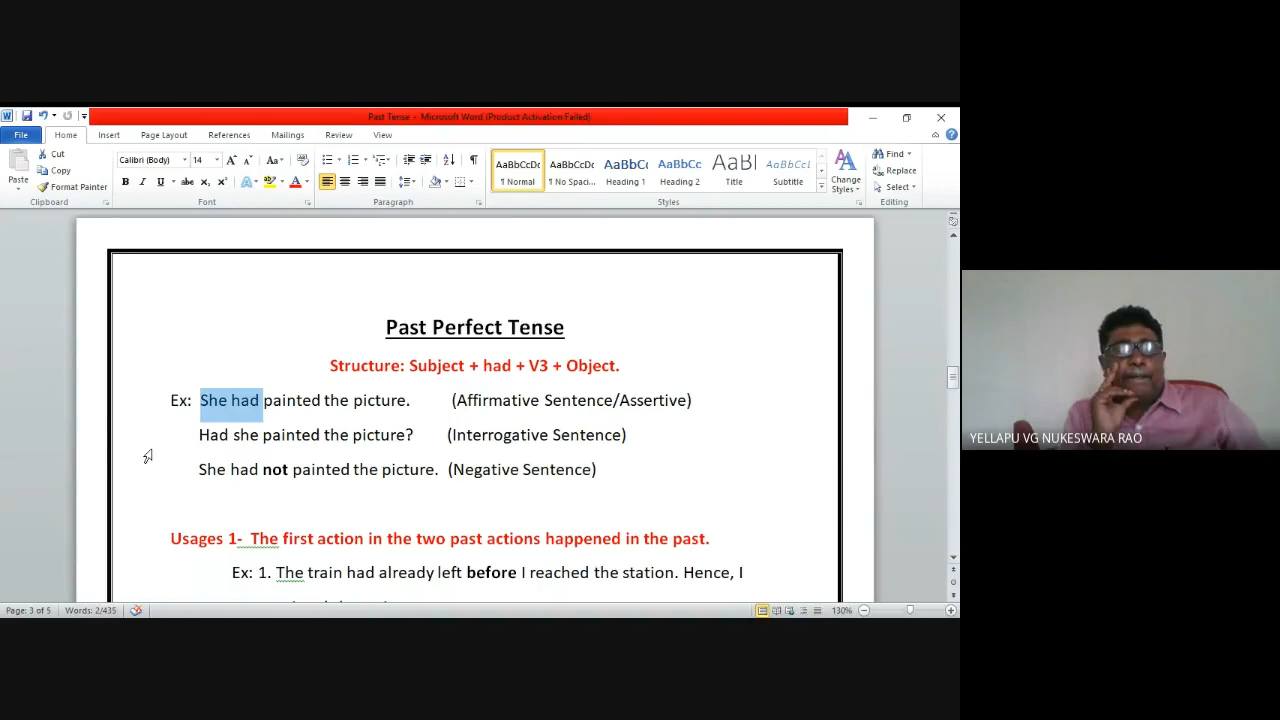 Past Tense - Microsoft Word (Product Activation Failed)
File Home Insert Page Layout References Mailings Review View
Paste Cut Copy Format Painter Clipboard
Calibri (Body) 14 Font
Paragraph
AaBbCcDc AaBbCcDc AaBbCc AaBbCc AaBl AaBbCcl
¶ Normal ¶ No Spaci... Heading 1 Heading 2 Title Subtitle Change Styles Styles
Find Replace Select Editing
Past Perfect Tense
Structure: Subject + had + V3 + Object.
Ex: She had painted the picture. (Affirmative Sentence/Assertive)
Had she painted the picture? (Interrogative Sentence)
She had not painted the picture. (Negative Sentence)
Usages 1- The first action in the two past actions happened in the past.
Ex: 1. The train had already left before I reached the station. Hence, I
Page: 3 of 5 Words: 2/435 130%
YELLAPU VG NUKESWARA RAO